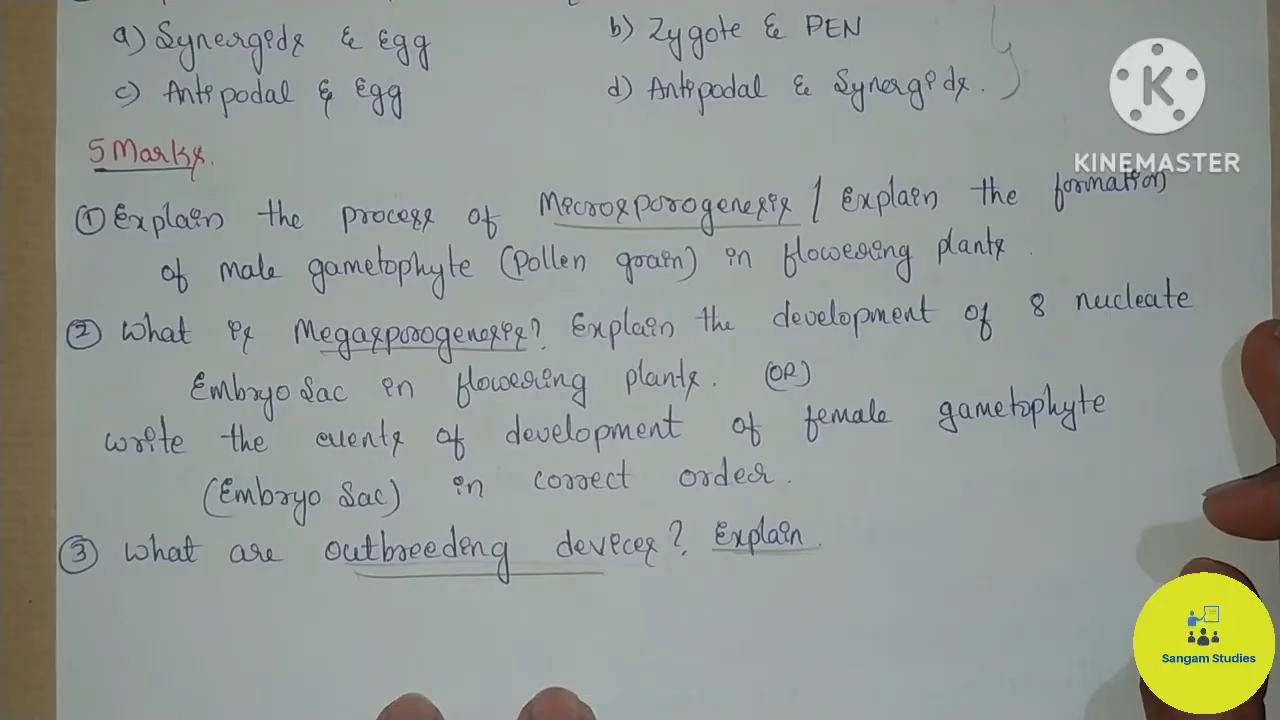 a) Synergids & Egg
b) Zygote & PEN
c) Antipodal & Egg
d) Antipodal & Synergids.
KINEMASTER
5 Marks.
① Explain the process of Microsporogenesis / Explain the formation
of male gametophyte (Pollen grain) in flowering plants.
② What is Megasporogenesis? Explain the development of 8 nucleate
Embryo Sac in flowering plants. (OR)
write the events of development of female gametophyte
(Embryo Sac) in correct order.
③ What are outbreeding devices? Explain.
Sangam Studies